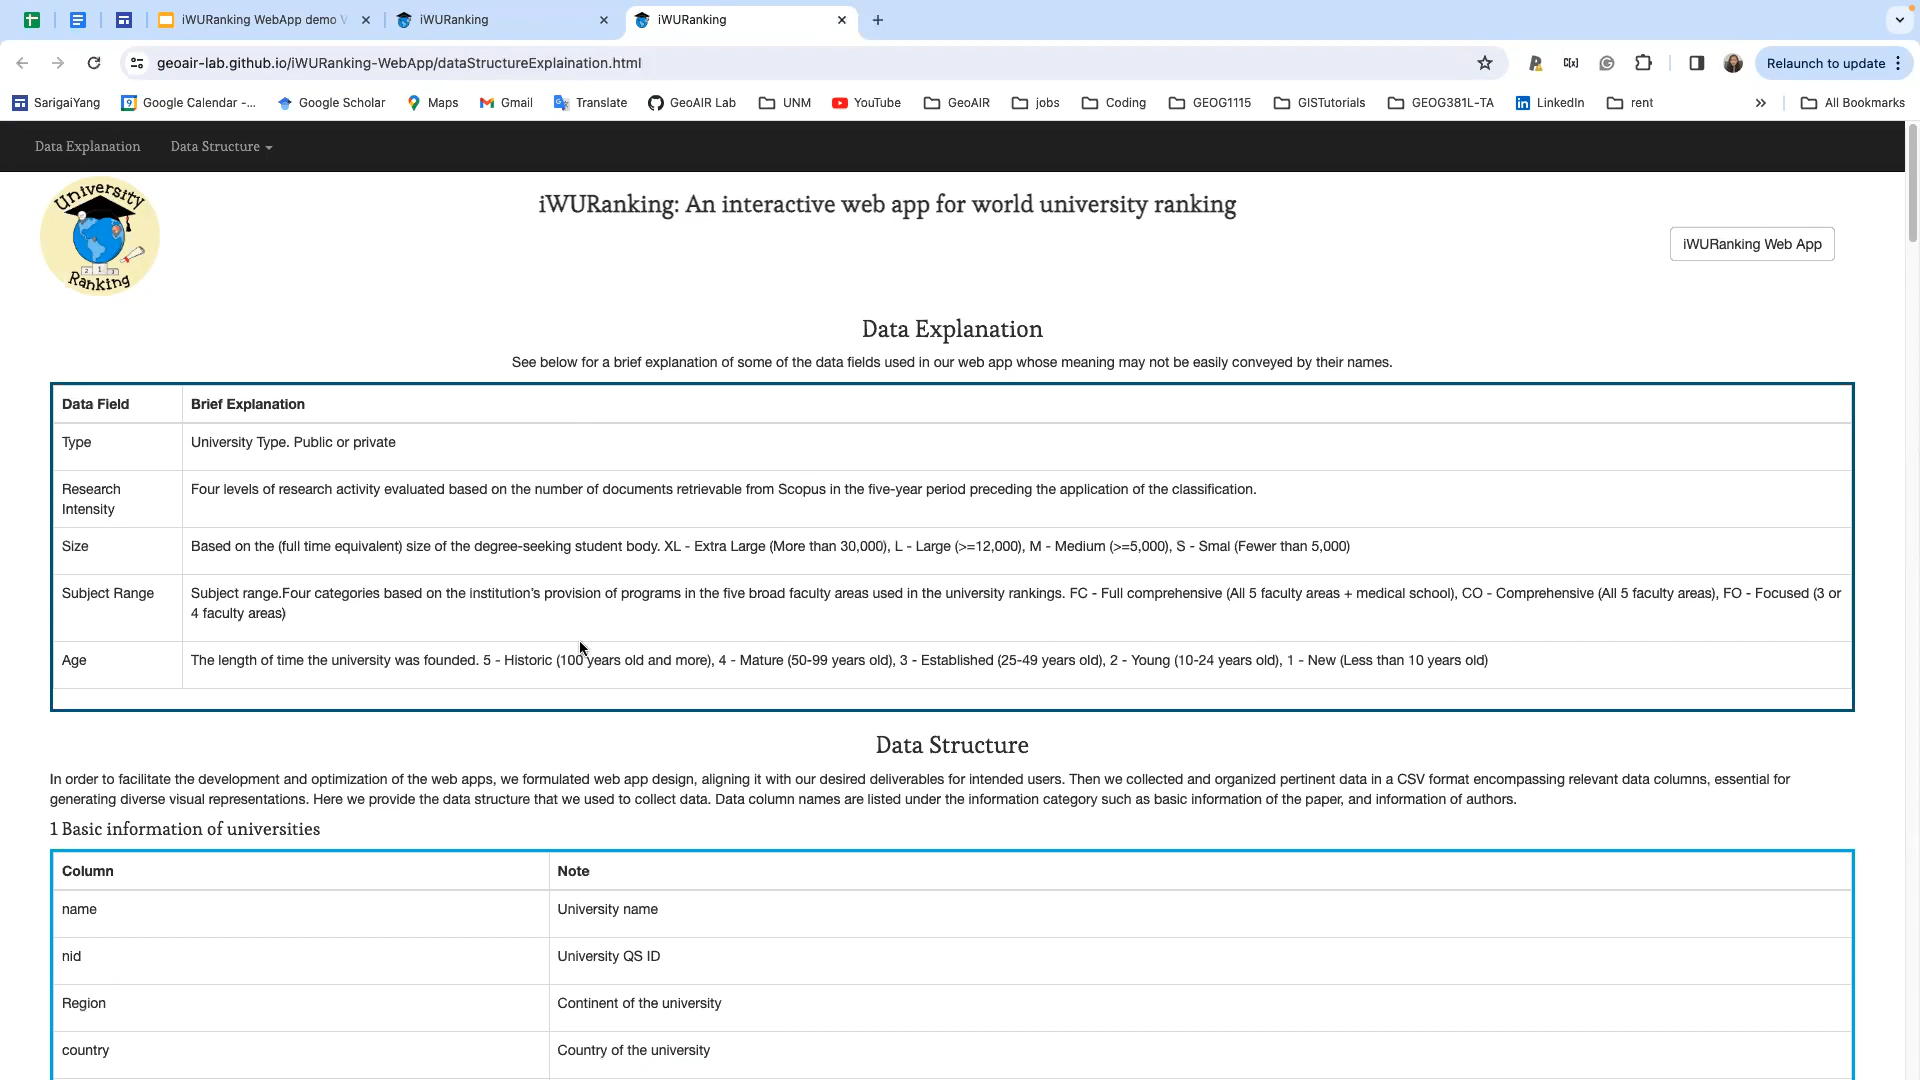 iWURanking WebApp demo V
iWURanking
iWURanking
geoair-lab.github.io/iWURanking-WebApp/dataStructureExplaination.html
Relaunch to update
SarigaiYang
Google Calendar -...
Google Scholar
Maps
Gmail
Translate
GeoAIR Lab
UNM
YouTube
GeoAIR
jobs
Coding
GEOG1115
GISTutorials
GEOG381L-TA
LinkedIn
rent
All Bookmarks
Data Explanation
Data Structure
University
2 1 3
Ranking
iWURanking: An interactive web app for world university ranking
iWURanking Web App
Data Explanation
See below for a brief explanation of some of the data fields used in our web app whose meaning may not be easily conveyed by their names.
Data Field
Brief Explanation
Type
University Type. Public or private
Research
Intensity
Four levels of research activity evaluated based on the number of documents retrievable from Scopus in the five-year period preceding the application of the classification.
Size
Based on the (full time equivalent) size of the degree-seeking student body. XL - Extra Large (More than 30,000), L - Large (>=12,000), M - Medium (>=5,000), S - Smal (Fewer than 5,000)
Subject Range
Subject range.Four categories based on the institution's provision of programs in the five broad faculty areas used in the university rankings. FC - Full comprehensive (All 5 faculty areas + medical school), CO - Comprehensive (All 5 faculty areas), FO - Focused (3 or
4 faculty areas)
Age
The length of time the university was founded. 5 - Historic (100 years old and more), 4 - Mature (50-99 years old), 3 - Established (25-49 years old), 2 - Young (10-24 years old), 1 - New (Less than 10 years old)
Data Structure
In order to facilitate the development and optimization of the web apps, we formulated web app design, aligning it with our desired deliverables for intended users. Then we collected and organized pertinent data in a CSV format encompassing relevant data columns, essential for
generating diverse visual representations. Here we provide the data structure that we used to collect data. Data column names are listed under the information category such as basic information of the paper, and information of authors.
1 Basic information of universities
Column
Note
name
University name
nid
University QS ID
Region
Continent of the university
country
Country of the university